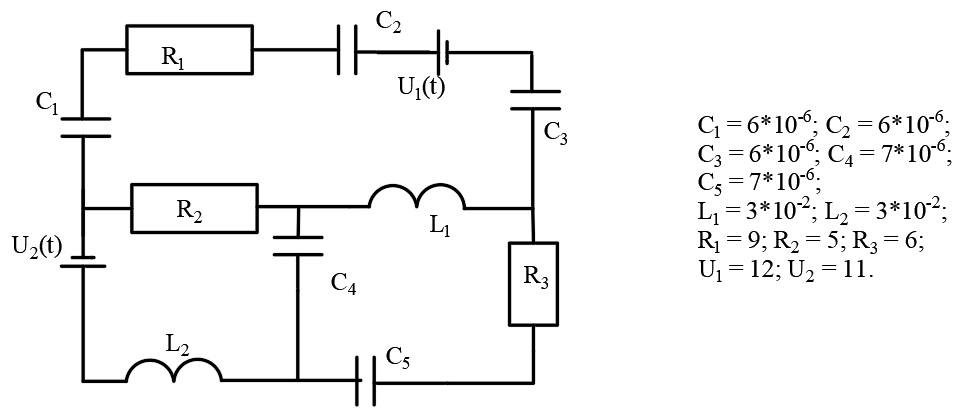 C₂
R₁
U₁(t)
C₁
C₃
R₂
L₁
U₂(t)
C₄
R₃
L₂
C₅
C₁ = 6*10⁻⁶; C₂ = 6*10⁻⁶;
C₃ = 6*10⁻⁶; C₄ = 7*10⁻⁶;
C₅ = 7*10⁻⁶;
L₁ = 3*10⁻²; L₂ = 3*10⁻²;
R₁ = 9; R₂ = 5; R₃ = 6;
U₁ = 12; U₂ = 11.